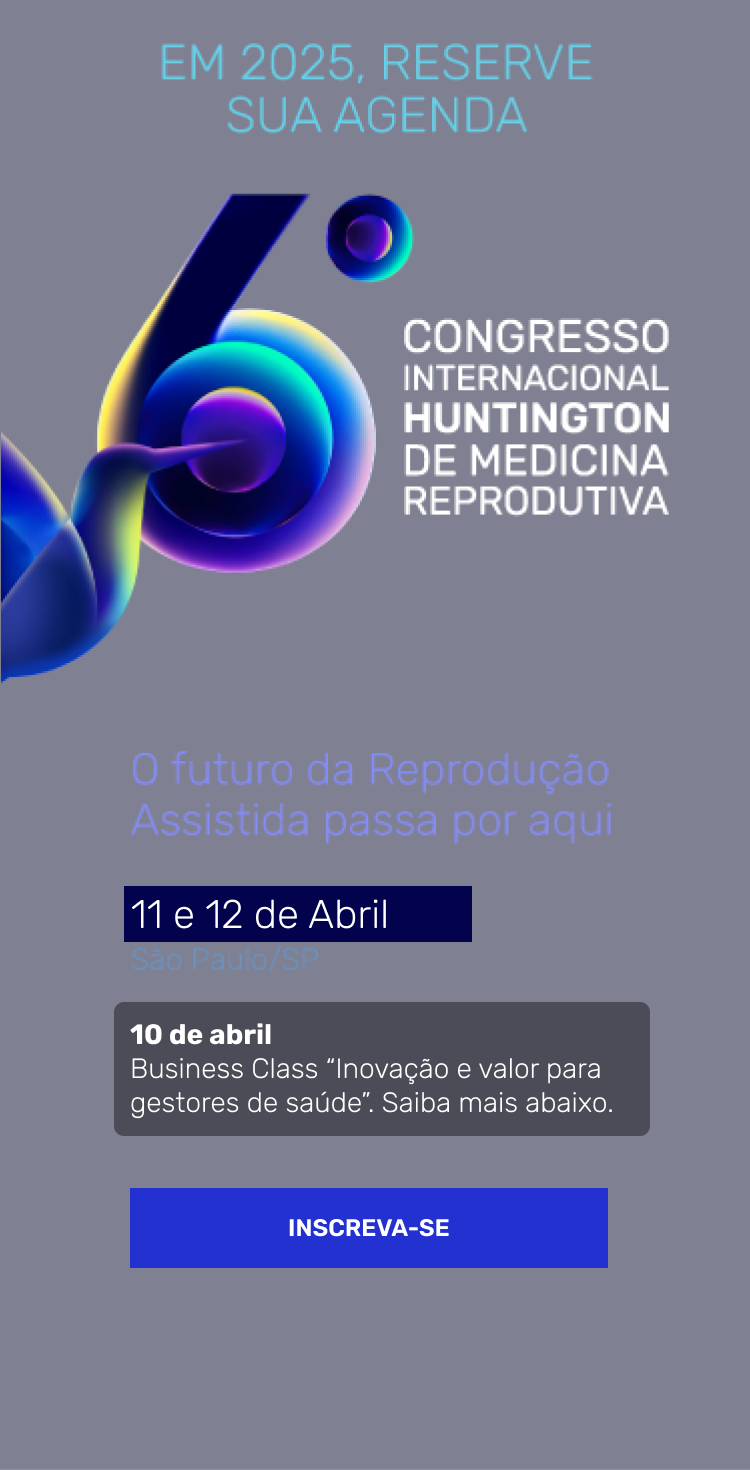 EM 2025, RESERVE
SUA AGENDA
6º
CONGRESSO
INTERNACIONAL
HUNTINGTON
DE MEDICINA
REPRODUTIVA
O futuro da Reprodução
Assistida passa por aqui
11 e 12 de Abril
São Paulo/SP
10 de abril
Business Class “Inovação e valor para
gestores de saúde”. Saiba mais abaixo.
INSCREVA-SE